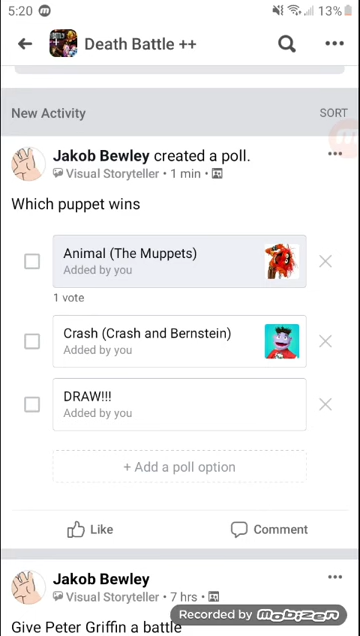 5:20
13%
Death Battle ++
New Activity
SORT
Jakob Bewley created a poll.
Visual Storyteller • 1 min •
Which puppet wins
Animal (The Muppets)
Added by you
1 vote
Crash (Crash and Bernstein)
Added by you
DRAW!!!
Added by you
+ Add a poll option
Like
Comment
Jakob Bewley
Visual Storyteller • 7 hrs •
Recorded by mobizen
Give Peter Griffin a battle